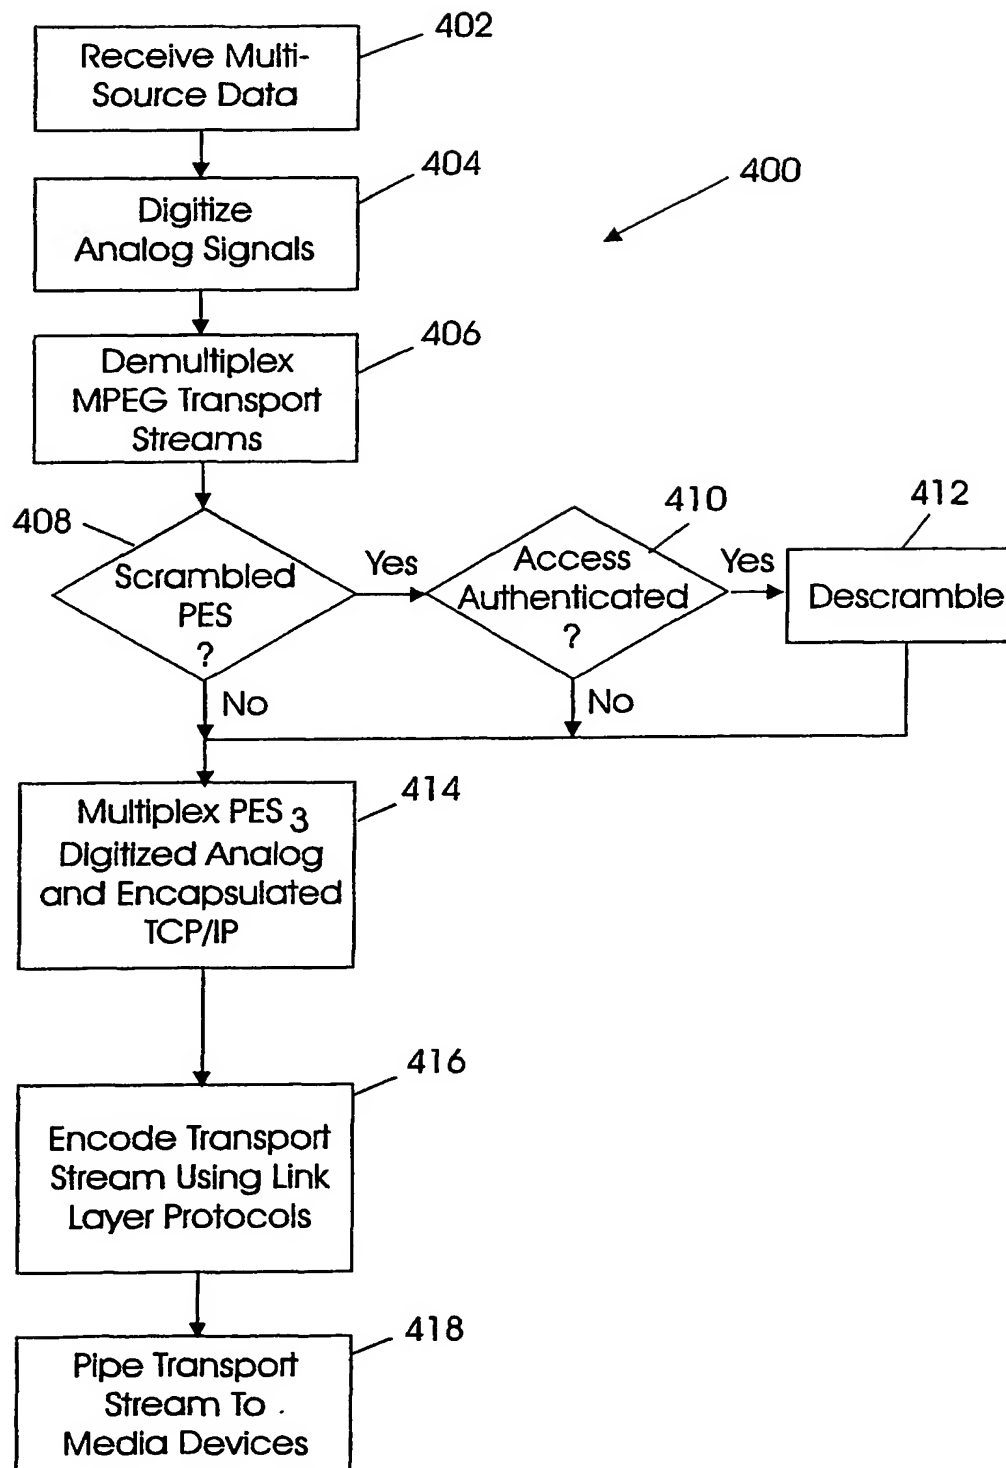 402
Receive Multi-
Source Data
404
400
Digitize
Analog Signals
406
Demultiplex
MPEG Transport
Streams
408
Scrambled
PES
?
Yes
No
410
Access
Authenticated
?
Yes
No
412
Descramble
414
Multiplex PES 3
Digitized Analog
and Encapsulated
TCP/IP
416
Encode Transport
Stream Using Link
Layer Protocols
418
Pipe Transport
Stream To
Media Devices